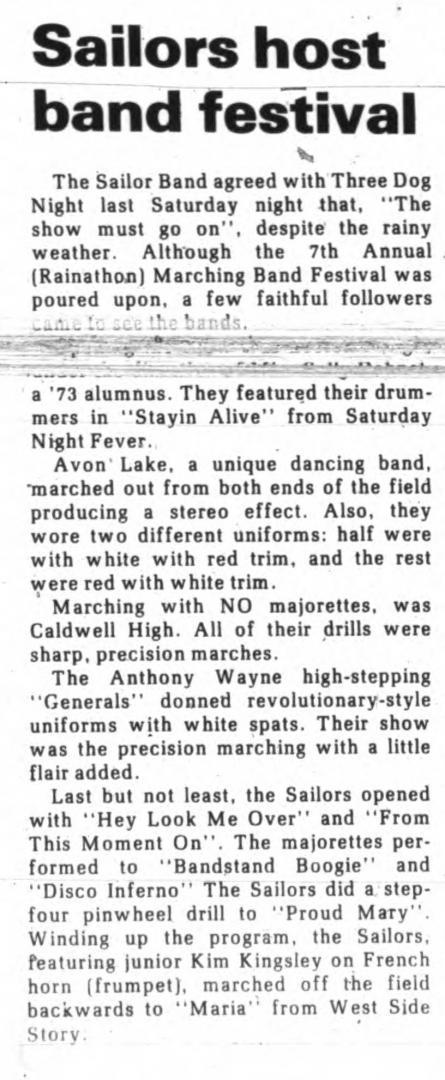 Sailors host
band festival
The Sailor Band agreed with Three Dog
Night last Saturday night that, "The
show must go on", despite the rainy
weather. Although the 7th Annual
(Rainathon) Marching Band Festival was
poured upon, a few faithful followers
came to see the bands.
a '73 alumnus. They featured their drum-
mers in "Stayin Alive" from Saturday
Night Fever.
Avon Lake, a unique dancing band,
marched out from both ends of the field
producing a stereo effect. Also, they
wore two different uniforms: half were
with white with red trim, and the rest
were red with white trim.
Marching with NO majorettes, was
Caldwell High. All of their drills were
sharp, precision marches.
The Anthony Wayne high-stepping
"Generals" donned revolutionary-style
uniforms with white spats. Their show
was the precision marching with a little
flair added.
Last but not least, the Sailors opened
with "Hey Look Me Over" and "From
This Moment On". The majorettes per-
formed to "Bandstand Boogie" and
"Disco Inferno" The Sailors did a step-
four pinwheel drill to "Proud Mary".
Winding up the program, the Sailors,
featuring junior Kim Kingsley on French
horn (frumpet), marched off the field
backwards to "Maria" from West Side
Story.